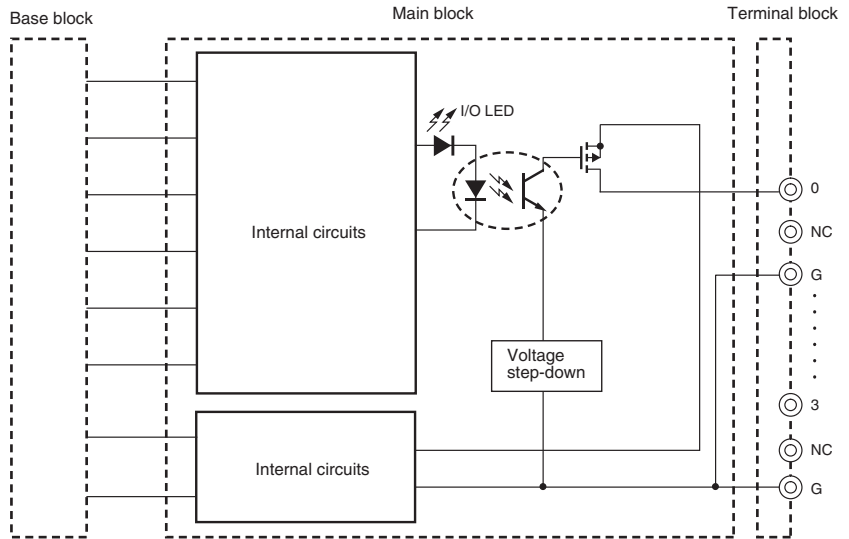 Base block
Main block
Terminal block
I/O LED
Internal circuits
Voltage
step-down
Internal circuits
0
NC
G
3
NC
G